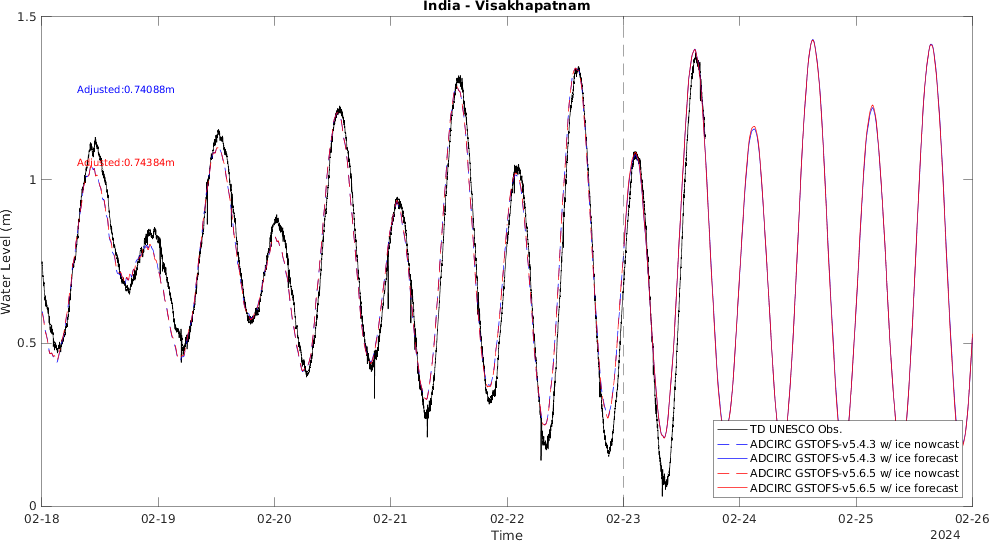 India - Visakhapatnam
1.5
1
0.5
0
Water Level (m)
Adjusted:0.74088m
Adjusted:0.74384m
TD UNESCO Obs.
ADCIRC GSTOFS-v5.4.3 w/ ice nowcast
ADCIRC GSTOFS-v5.4.3 w/ ice forecast
ADCIRC GSTOFS-v5.6.5 w/ ice nowcast
ADCIRC GSTOFS-v5.6.5 w/ ice forecast
02-18 02-19 02-20 02-21 02-22 02-23 02-24 02-25 02-26
Time
2024